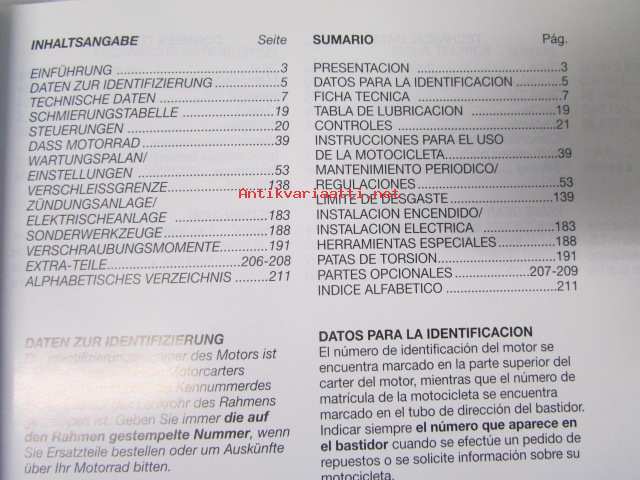 INHALTSANGABE Seite
EINFÜHRUNG ....................................................3
DATEN ZUR IDENTIFIZIERUNG ..................5
TECHNISCHE DATEN ...................................7
SCHMIERUNGSTABELLE ..........................19
STEUERUNGEN ..........................................20
DASS MOTORRAD ......................................39
WARTUNGSPALAN/
EINSTELLUNGEN ........................................53
VERSCHLEISSGRENZE............................138
ZÜNDUNGSANLAGE/
ELEKTRISCHEANLAGE ..........................183
SONDERWERKZEUGE ..............................188
VERSCHRAUBUNGSMOMENTE................191
EXTRA-TEILE.....................................206-208
ALPHABETISCHES VERZEICHNIS .........211
DATEN ZUR IDENTIFIZIERUNG
des Motors ist
Motorcarters
Kennummerdes
des Rahmens
Geben Sie immer die auf
den Rahmen gestempelte Nummer, wenn
Sie Ersatzteile bestellen oder um Auskünfte
über Ihr Motorrad bitten.
SUMARIO Pág.
PRESENTACION ..........................................3
DATOS PARA LA IDENTIFICACION ..............5
FICHA TECNICA ..........................................7
TABLA DE LUBRICACION ..........................19
CONTROLES ..............................................21
INSTRUCCIONES PARA EL USO
DE LA MOTOCICLETA................................39
MANTENIMIENTO PERIODICO/
REGULACIONES ........................................53
LIMITE DE DESGASTE ............................139
INSTALACION ENCENDIDO/
INSTALACION ELECTRICA ......................183
HERRAMIENTAS ESPECIALES................188
PATAS DE TORSION..................................191
PARTES OPCIONALES ......................207-209
INDICE ALFABETICO ................................211
DATOS PARA LA IDENTIFICACION
El número de identificación del motor se
encuentra marcado en la parte superior del
carter del motor, mientras que el número de
matrícula de la motocicleta se encuentra
marcado en el tubo de dirección del bastidor.
Indicar siempre el número que aparece en
el bastidor cuando se efectúe un pedido de
repuestos o se solicite información sobre su
motocicleta.
Antikvariaatti.net